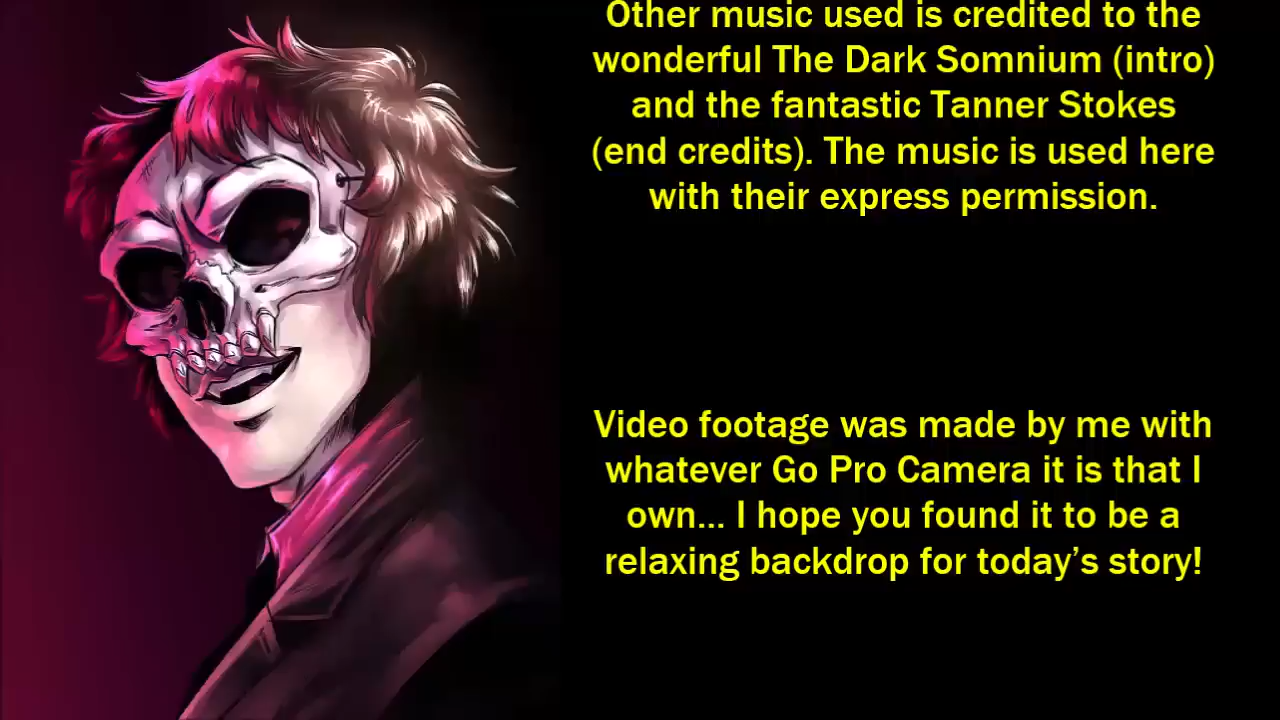 Other music used is credited to the
wonderful The Dark Somnium (intro)
and the fantastic Tanner Stokes
(end credits). The music is used here
with their express permission.
Video footage was made by me with
whatever Go Pro Camera it is that I
own... I hope you found it to be a
relaxing backdrop for today’s story!